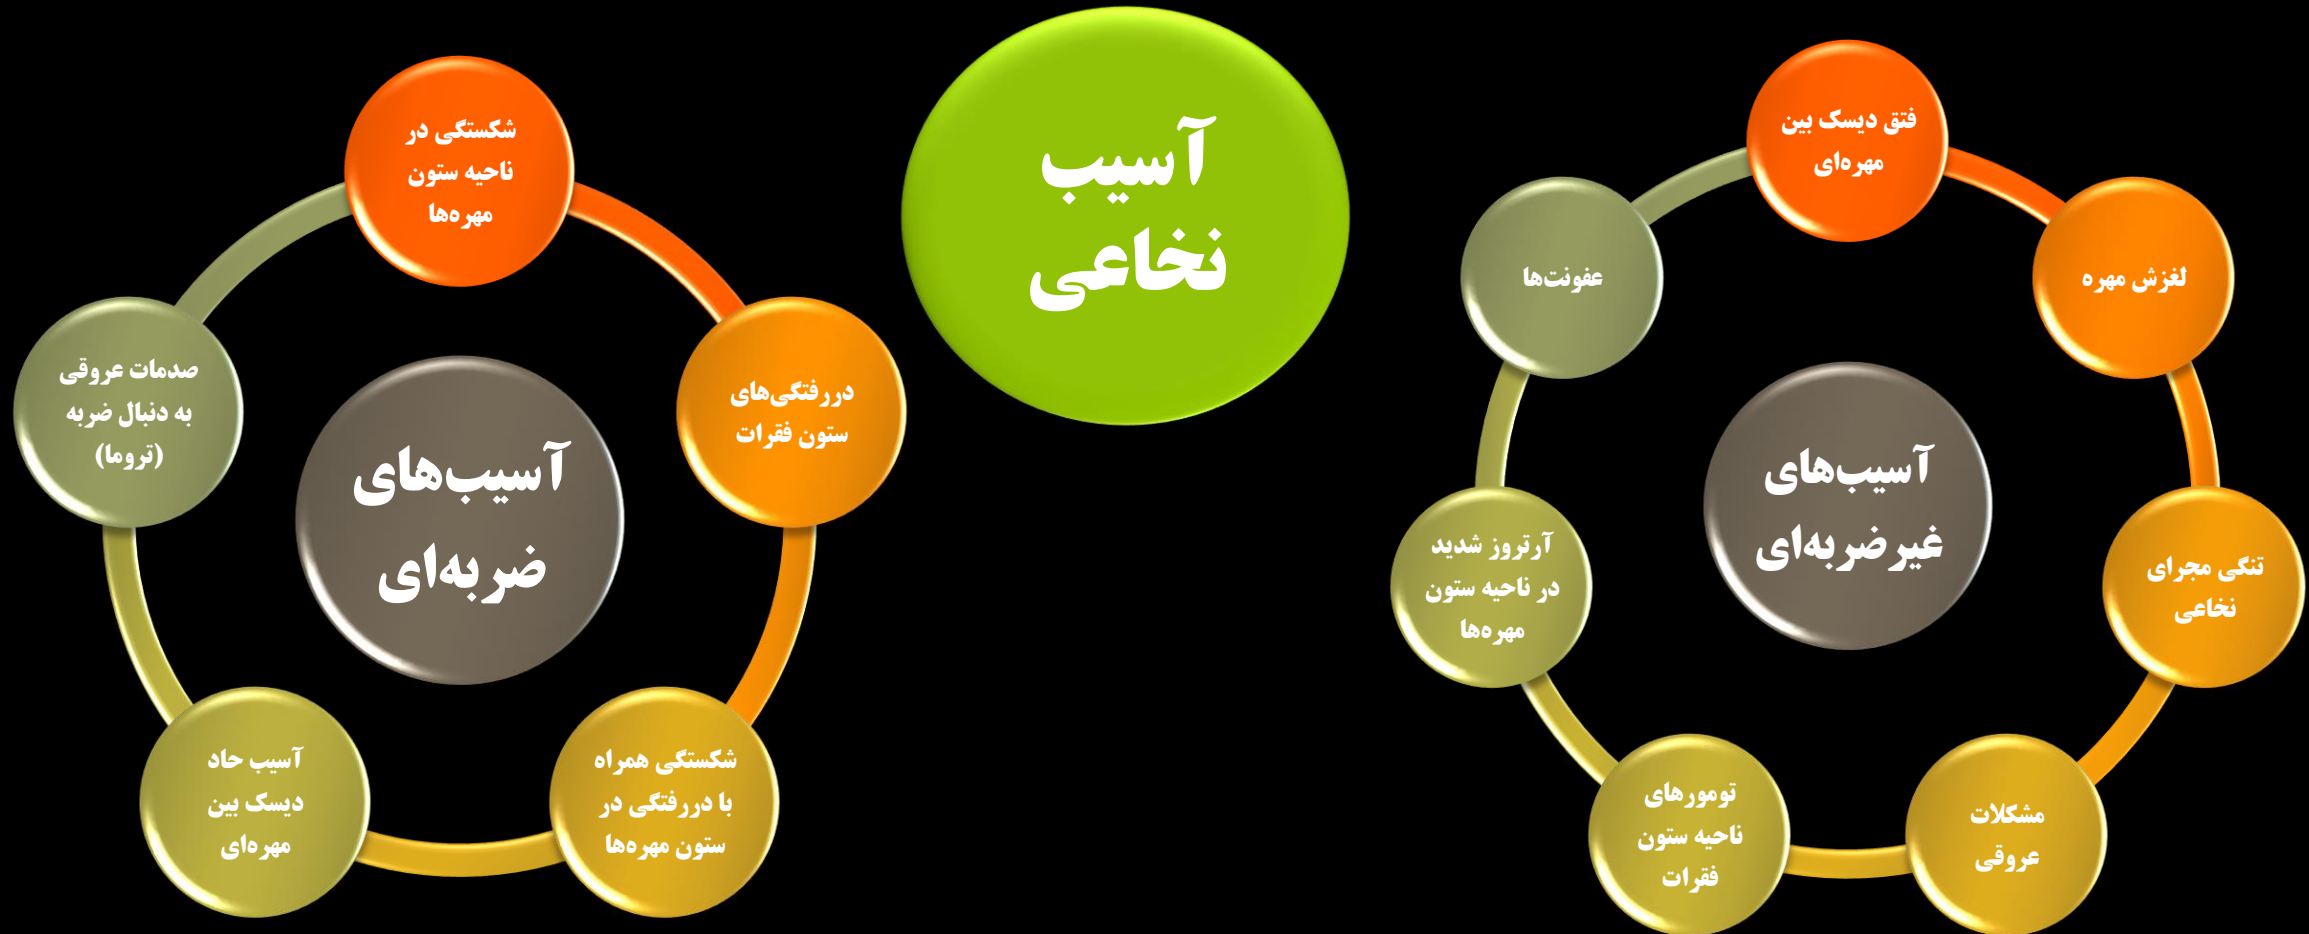 آسیب
نخاعی
فتق دیسک بین
مهره‌ای
لغزش مهره
تنگی مجرای
نخاعی
مشکلات
عروقی
تومورهای
ناحیه ستون
فقرات
آرتروز شدید
در ناحیه ستون
مهره‌ها
عفونت‌ها
آسیب‌های
غیرضربه‌ای
شکستگی در
ناحیه ستون
مهره‌ها
دررفتگی‌های
ستون فقرات
شکستگی همراه
با دررفتگی در
ستون مهره‌ها
آسیب حاد
دیسک بین
مهره‌ای
صدمات عروقی
به دنبال ضربه
(تروما)
آسیب‌های
ضربه‌ای